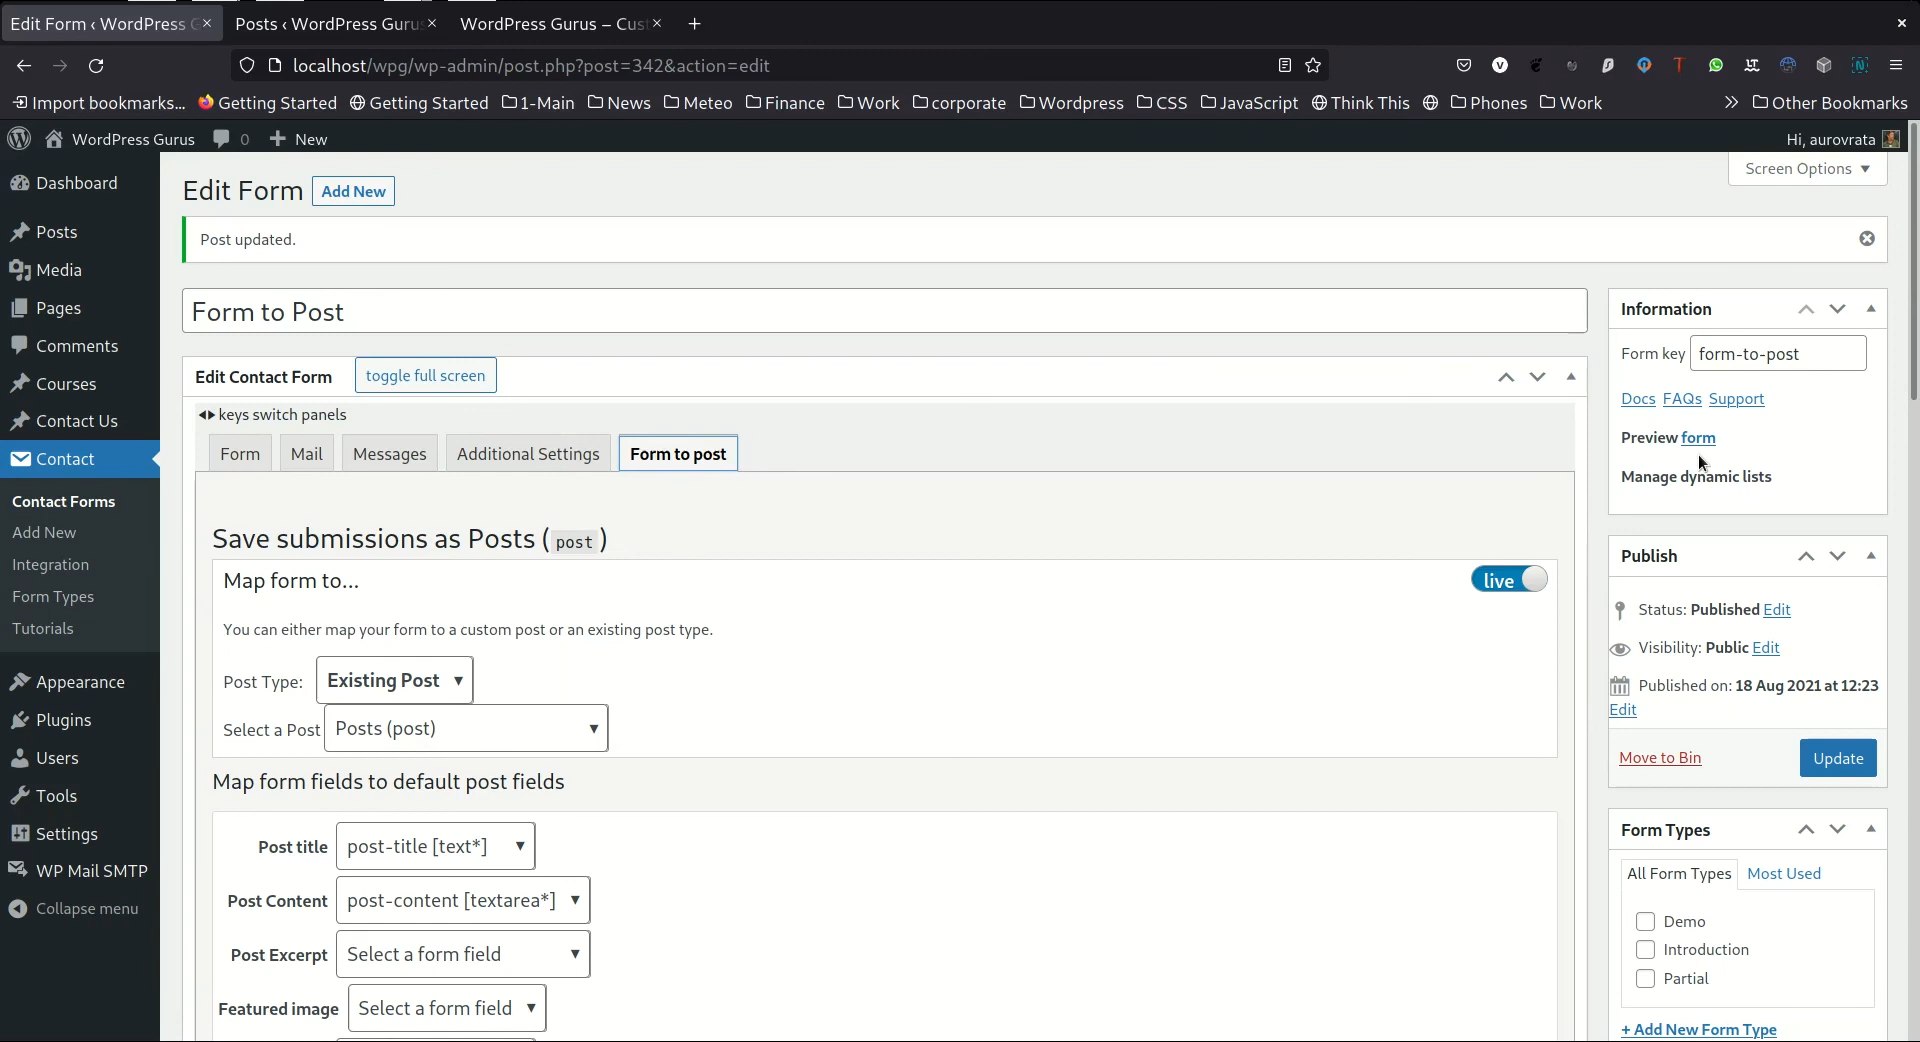 Edit Form ‹ WordPress G
Posts ‹ WordPress Gurus
WordPress Gurus – Cust
localhost/wpg/wp-admin/post.php?post=342&action=edit
Import bookmarks... Getting Started Getting Started 1-Main News Meteo Finance Work corporate Wordpress CSS JavaScript Think This Phones Work Other Bookmarks
WordPress Gurus 0 New Hi, aurovrata
Screen Options
Dashboard
Posts
Media
Pages
Comments
Courses
Contact Us
Contact
Contact Forms
Add New
Integration
Form Types
Tutorials
Appearance
Plugins
Users
Tools
Settings
WP Mail SMTP
Collapse menu
Edit Form Add New
Post updated.
Form to Post
Edit Contact Form toggle full screen
keys switch panels
Form Mail Messages Additional Settings Form to post
Save submissions as Posts ( post )
Map form to...
live
You can either map your form to a custom post or an existing post type.
Post Type: Existing Post
Select a Post Posts (post)
Map form fields to default post fields
Post title post-title [text*]
Post Content post-content [textarea*]
Post Excerpt Select a form field
Featured image Select a form field
Information
Form key form-to-post
Docs FAQs Support
Preview form
Manage dynamic lists
Publish
Status: Published Edit
Visibility: Public Edit
Published on: 18 Aug 2021 at 12:23
Edit
Move to Bin Update
Form Types
All Form Types Most Used
Demo
Introduction
Partial
+ Add New Form Type